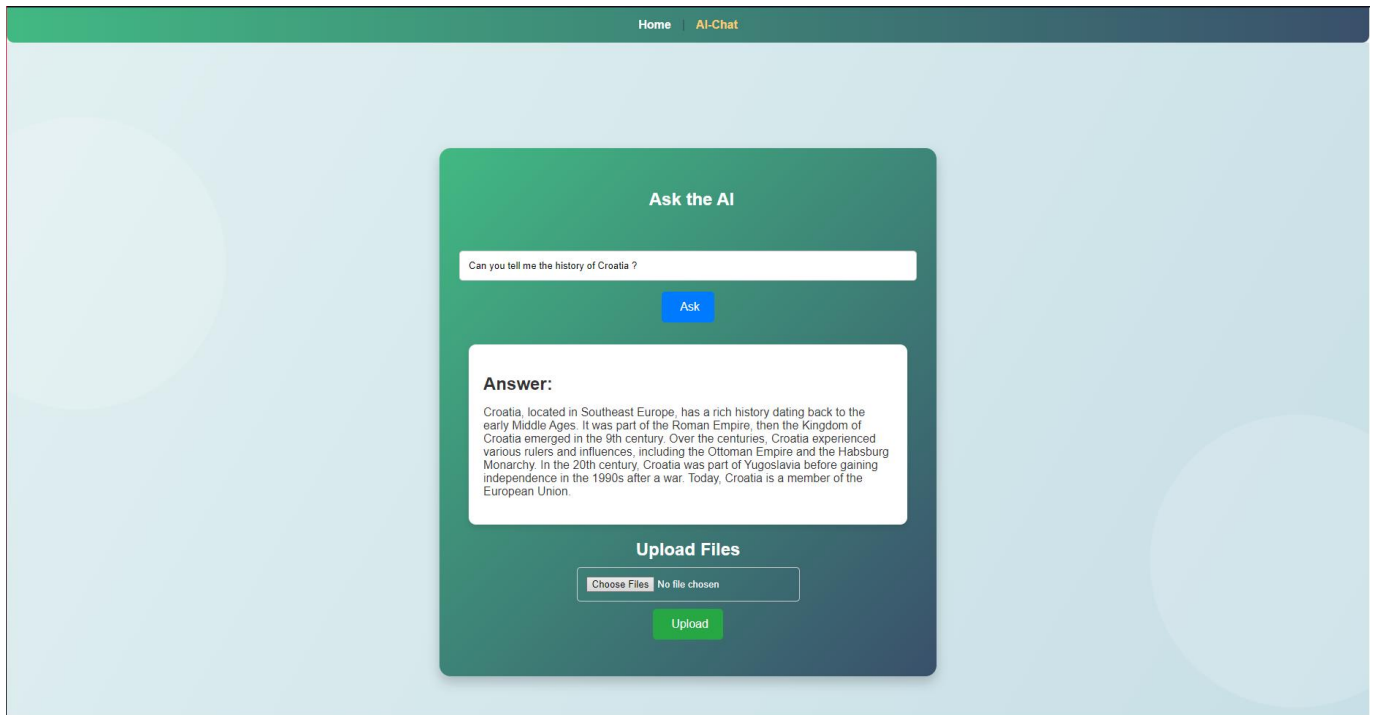 Home | AI-Chat
Ask the AI
Can you tell me the history of Croatia ?
Ask
Answer:
Croatia, located in Southeast Europe, has a rich history dating back to the
early Middle Ages. It was part of the Roman Empire, then the Kingdom of
Croatia emerged in the 9th century. Over the centuries, Croatia experienced
various rulers and influences, including the Ottoman Empire and the Habsburg
Monarchy. In the 20th century, Croatia was part of Yugoslavia before gaining
independence in the 1990s after a war. Today, Croatia is a member of the
European Union.
Upload Files
Choose Files No file chosen
Upload